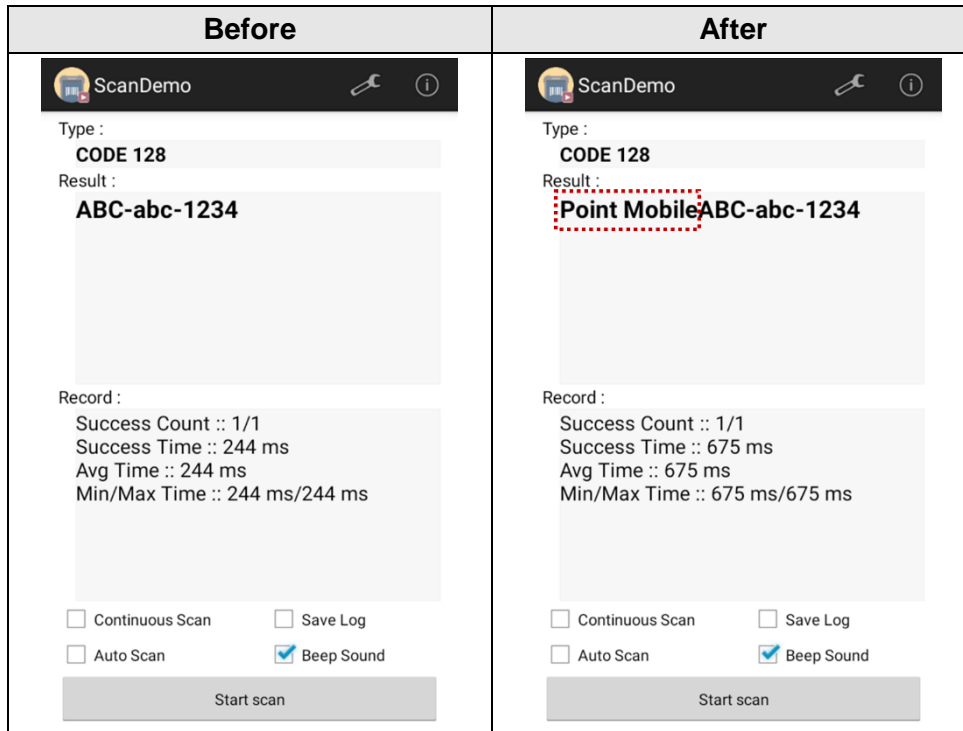 Before
After
ScanDemo
Type :
CODE 128
Result :
ABC-abc-1234
Record :
Success Count :: 1/1
Success Time :: 244 ms
Avg Time :: 244 ms
Min/Max Time :: 244 ms/244 ms
Continuous Scan
Save Log
Auto Scan
Beep Sound
Start scan
ScanDemo
Type :
CODE 128
Result :
Point MobileABC-abc-1234
Record :
Success Count :: 1/1
Success Time :: 675 ms
Avg Time :: 675 ms
Min/Max Time :: 675 ms/675 ms
Continuous Scan
Save Log
Auto Scan
Beep Sound
Start scan